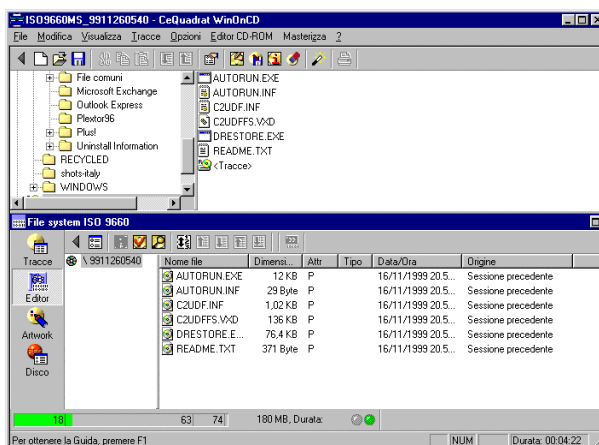 ISO9660MS_9911260540 - CeQuadrat WinOnCD
File Modifica Visualizza Tracce Opzioni Editor CD-ROM Masterizza ?
File comuni
Microsoft Exchange
Outlook Express
Plextor96
Plus!
Uninstall Information
RECYCLED
shots-italy
WINDOWS
AUTORUN.EXE
AUTORUN.INF
C2UDF.INF
C2UDFFS.VXD
DRESTORE.EXE
README.TXT
<Tracce>
File system ISO 9660
Tracce
Editor
Artwork
Disco
\ 9911260540
Nome file Dimensi... Attr Tipo Data/Ora Origine
AUTORUN.EXE 12 KB P 16/11/1999 20.5... Sessione precedente
AUTORUN.INF 29 Byte P 16/11/1999 20.5... Sessione precedente
C2UDF.INF 1,02 KB P 16/11/1999 20.5... Sessione precedente
C2UDFFS.VXD 136 KB P 16/11/1999 20.5... Sessione precedente
DRESTORE.E... 76,4 KB P 16/11/1999 20.5... Sessione precedente
README.TXT 371 Byte P 16/11/1999 20.5... Sessione precedente
18 63 74 180 MB, Durata:
Per ottenere la Guida, premere F1 NUM Durata: 00:04:22